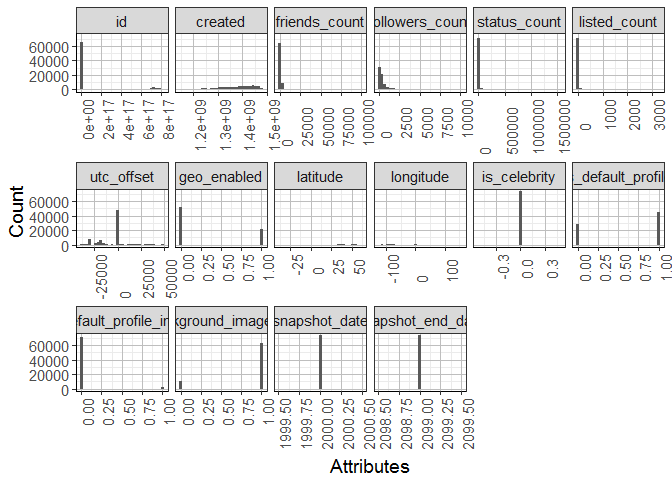 id created friends_count ollowers_coun status_count listed_count
60000
40000
20000
0
0e+00 2e+17 4e+17 6e+17 8e+17 1.2e+09 1.3e+09 1.4e+09 1.5e+09 0 25000 50000 75000 100000 0 2500 5000 7500 10000 0 500000 1000000 1500000 0 1000 2000 3000
utc_offset geo_enabled latitude longitude is_celebrity _default_profil
60000
40000
20000
0
-25000 0 25000 50000 0.00 0.25 0.50 0.75 1.00 -25 0 25 50 -100 0 100 -0.3 0.0 0.3 0.00 0.25 0.50 0.75 1.00
Count
efault_profile_im kground_image snapshot_date apshot_end_da
60000
40000
20000
0
0.00 0.25 0.50 0.75 1.00 0.00 0.25 0.50 0.75 1.00 1999.50 1999.75 2000.00 2000.25 2000.50 2098.50 2098.75 2099.00 2099.25 2099.50
Attributes